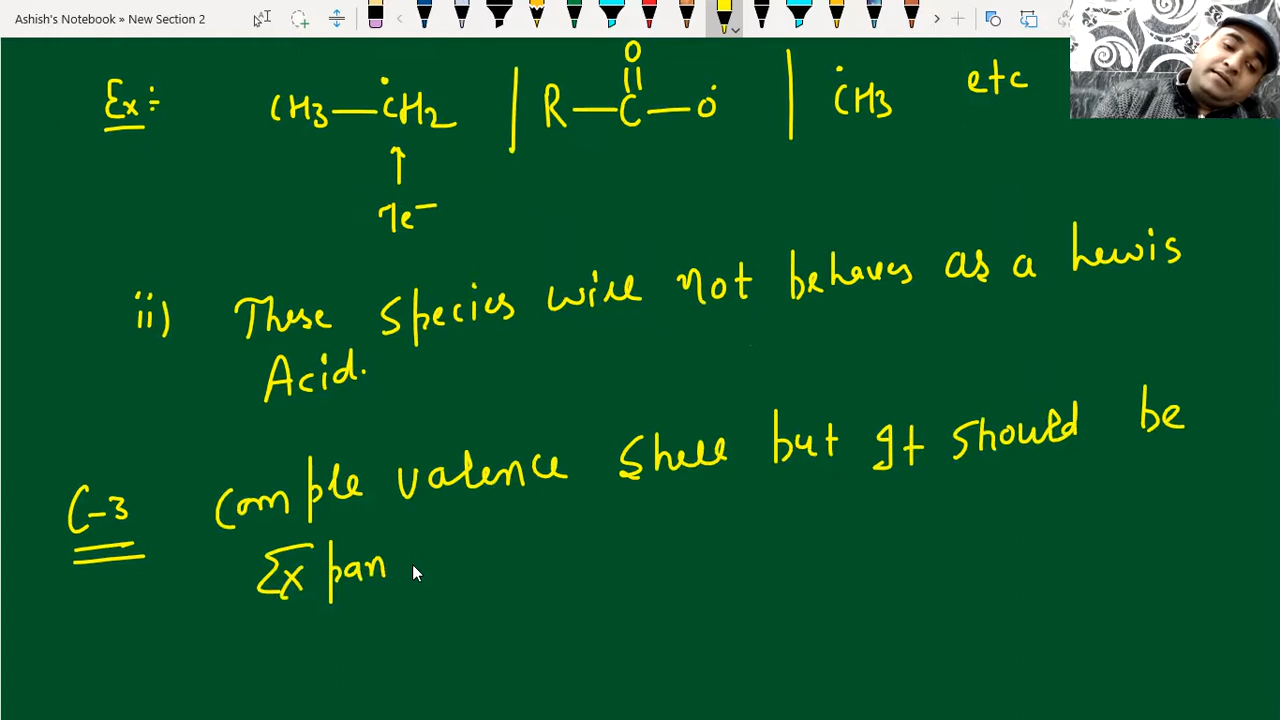 Ashish's Notebook » New Section 2
O
Ex:- CH3—ĊH2 | R—C—Ȯ | ĊH3 etc
7e⁻
ii) These species will not behaves as a Lewis
Acid.
C-3 Comple valence shell but It should be
Expan